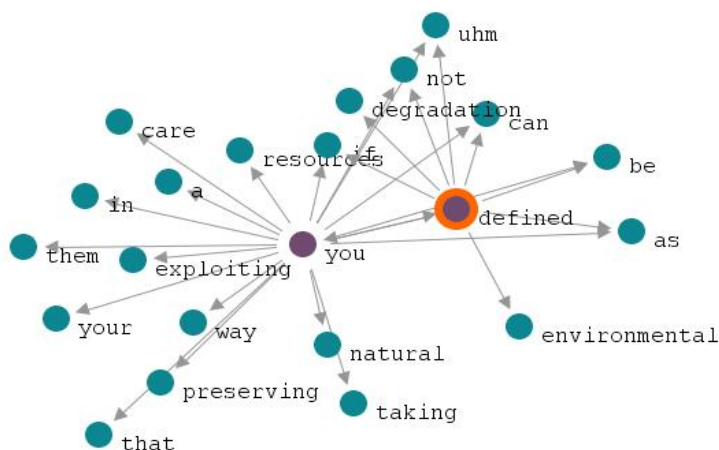 uhm
not
degradation
can
care
resources
if
be
a
in
defined
as
them
exploiting
you
your
way
environmental
natural
preserving
taking
that